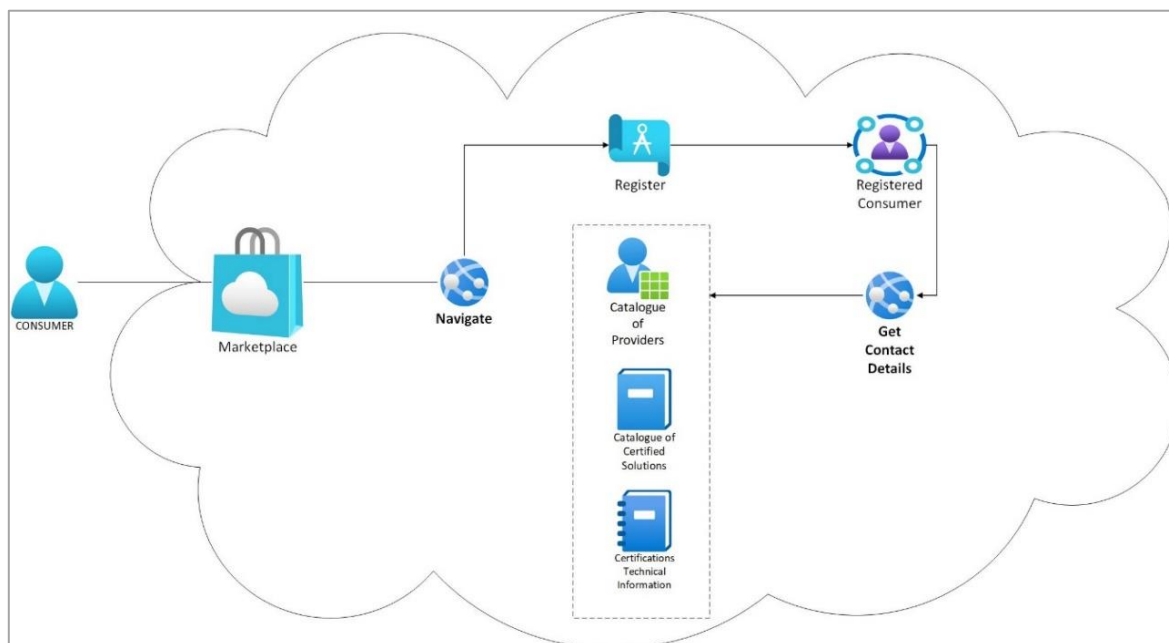 CONSUMER
Marketplace
Navigate
Register
Registered
Consumer
Get
Contact
Details
Catalogue
of
Providers
Catalogue of
Certified
Solutions
Certifications
Technical
Information